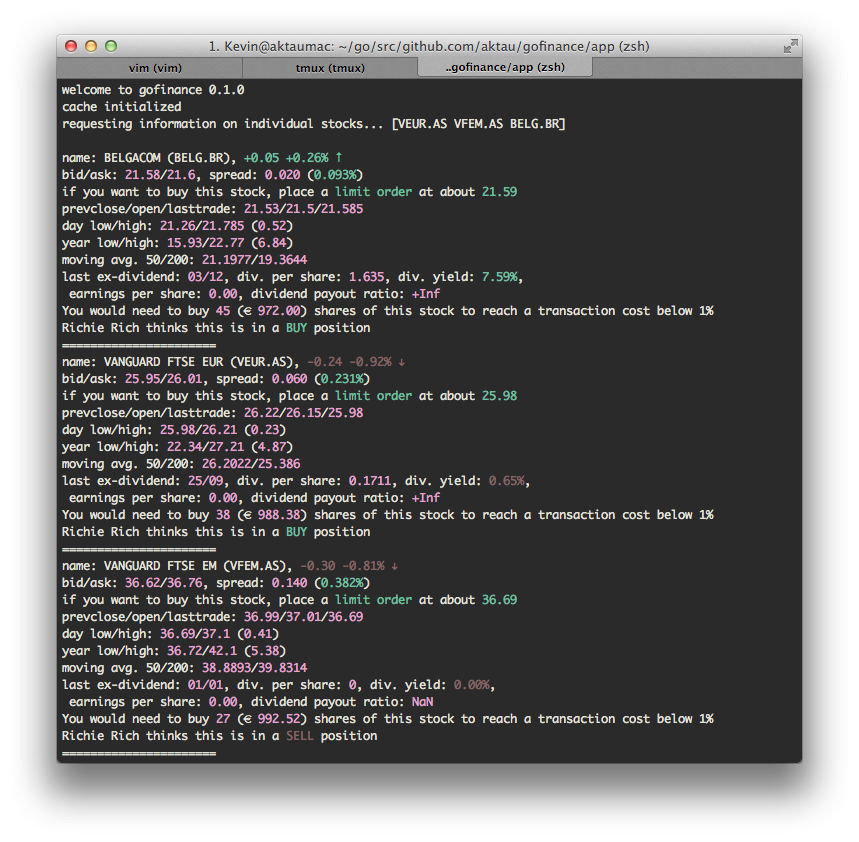 1. Kevin@aktaumac: ~/go/src/github.com/aktau/gofinance/app (zsh)
vim (vim) tmux (tmux) ..gofinance/app (zsh)
welcome to gofinance 0.1.0
cache initialized
requesting information on individual stocks... [VEUR.AS VFEM.AS BELG.BR]
name: BELGACOM (BELG.BR), +0.05 +0.26% ↑
bid/ask: 21.58/21.6, spread: 0.020 (0.093%)
if you want to buy this stock, place a limit order at about 21.59
prevclose/open/lasttrade: 21.53/21.5/21.585
day low/high: 21.26/21.785 (0.52)
year low/high: 15.93/22.77 (6.84)
moving avg. 50/200: 21.1977/19.3644
last ex-dividend: 03/12, div. per share: 1.635, div. yield: 7.59%,
earnings per share: 0.00, dividend payout ratio: +Inf
You would need to buy 45 (€ 972.00) shares of this stock to reach a transaction cost below 1%
Richie Rich thinks this is in a BUY position
======================
name: VANGUARD FTSE EUR (VEUR.AS), -0.24 -0.92% ↓
bid/ask: 25.95/26.01, spread: 0.060 (0.231%)
if you want to buy this stock, place a limit order at about 25.98
prevclose/open/lasttrade: 26.22/26.15/25.98
day low/high: 25.98/26.21 (0.23)
year low/high: 22.34/27.21 (4.87)
moving avg. 50/200: 26.2022/25.386
last ex-dividend: 25/09, div. per share: 0.1711, div. yield: 0.65%,
earnings per share: 0.00, dividend payout ratio: +Inf
You would need to buy 38 (€ 988.38) shares of this stock to reach a transaction cost below 1%
Richie Rich thinks this is in a BUY position
======================
name: VANGUARD FTSE EM (VFEM.AS), -0.30 -0.81% ↓
bid/ask: 36.62/36.76, spread: 0.140 (0.382%)
if you want to buy this stock, place a limit order at about 36.69
prevclose/open/lasttrade: 36.99/37.01/36.69
day low/high: 36.69/37.1 (0.41)
year low/high: 36.72/42.1 (5.38)
moving avg. 50/200: 38.8893/39.8314
last ex-dividend: 01/01, div. per share: 0, div. yield: 0.00%,
earnings per share: 0.00, dividend payout ratio: NaN
You would need to buy 27 (€ 992.52) shares of this stock to reach a transaction cost below 1%
Richie Rich thinks this is in a SELL position
======================